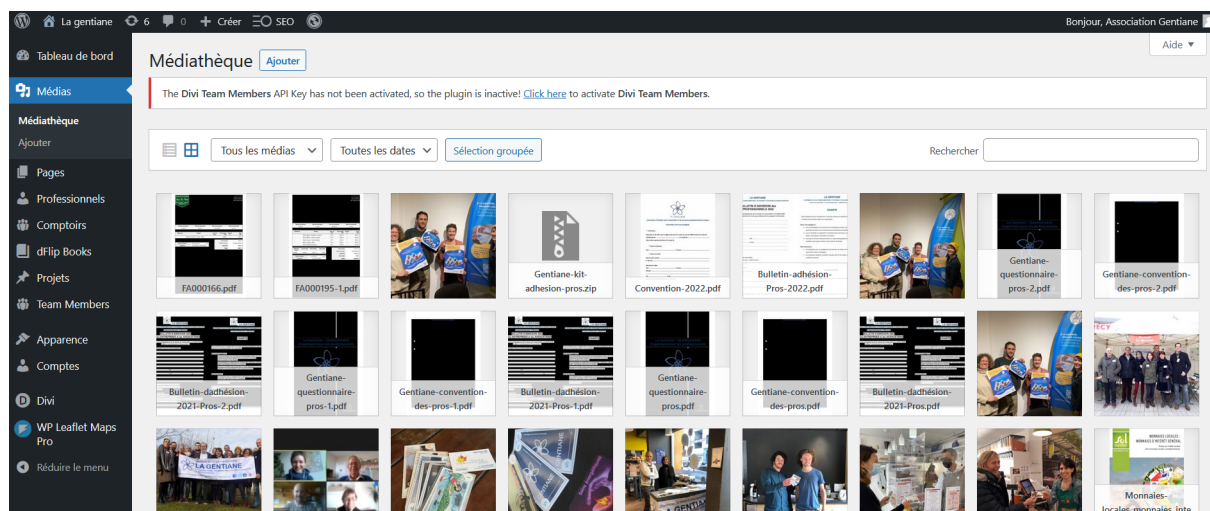 La gentiane 6 0 + Créer SEO Bonjour, Association Gentiane
Tableau de bord
Médias
Médiathèque
Ajouter
Pages
Professionnels
Comptoirs
dFlip Books
Projets
Team Members
Apparence
Comptes
Divi
WP Leaflet Maps
Pro
Réduire le menu
Aide ▼
Médiathèque Ajouter
The Divi Team Members API Key has not been activated, so the plugin is inactive! Click here to activate Divi Team Members.
Tous les médias Toutes les dates Sélection groupée Rechercher
FA000166.pdf
FA000195-1.pdf
Gentiane-kit-
adhesion-pros.zip
Convention-2022.pdf
Bulletin-adhésion-
Pros-2022.pdf
Gentiane-
questionnaire-
pros-2.pdf
Gentiane-convention-
des-pros-2.pdf
Bulletin-dadhésion-
2021-Pros-2.pdf
Gentiane-
questionnaire-
pros-1.pdf
Gentiane-convention-
des-pros-1.pdf
Bulletin-dadhésion-
2021-Pros-1.pdf
Gentiane-
questionnaire-
pros.pdf
Gentiane-convention-
des-pros.pdf
Bulletin-dadhésion-
2021-Pros.pdf
LA GENTIANE
Monnaies-
locales_monnaies_inte